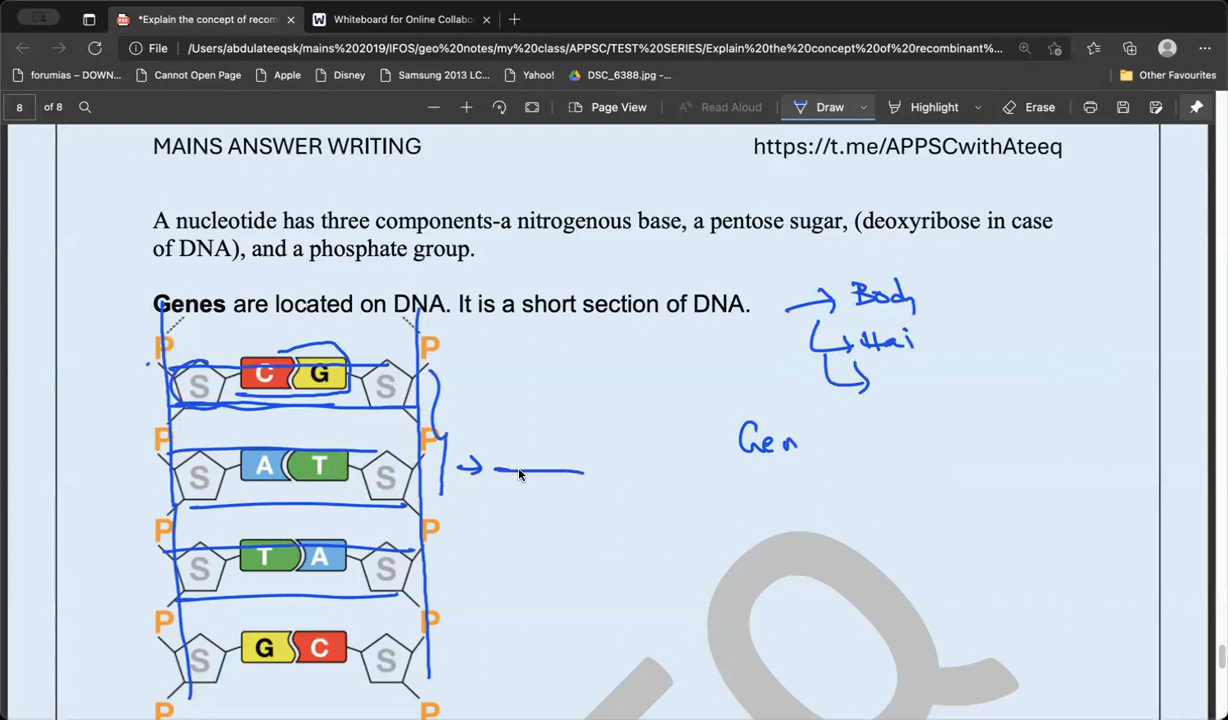 *Explain the concept of recom
Whiteboard for Online Collabo
File
/Users/abdulateeqsk/mains%202019/IFOS/geo%20notes/my%20class/APPSC/TEST%20SERIES/Explain%20the%20concept%20of%20recombinant%...
forumias – DOWN...
Cannot Open Page
Apple
Disney
Samsung 2013 LC...
Yahoo!
DSC_6388.jpg -...
Other Favourites
8 of 8
Page View
Read Aloud
Draw
Highlight
Erase
MAINS ANSWER WRITING https://t.me/APPSCwithAteeq
A nucleotide has three components-a nitrogenous base, a pentose sugar, (deoxyribose in case
of DNA), and a phosphate group.
Genes are located on DNA. It is a short section of DNA.
Body
Hai
Gen
P P
S C G S
P P
S A T S
P P
S T A S
P P
S G C S
P P
Q